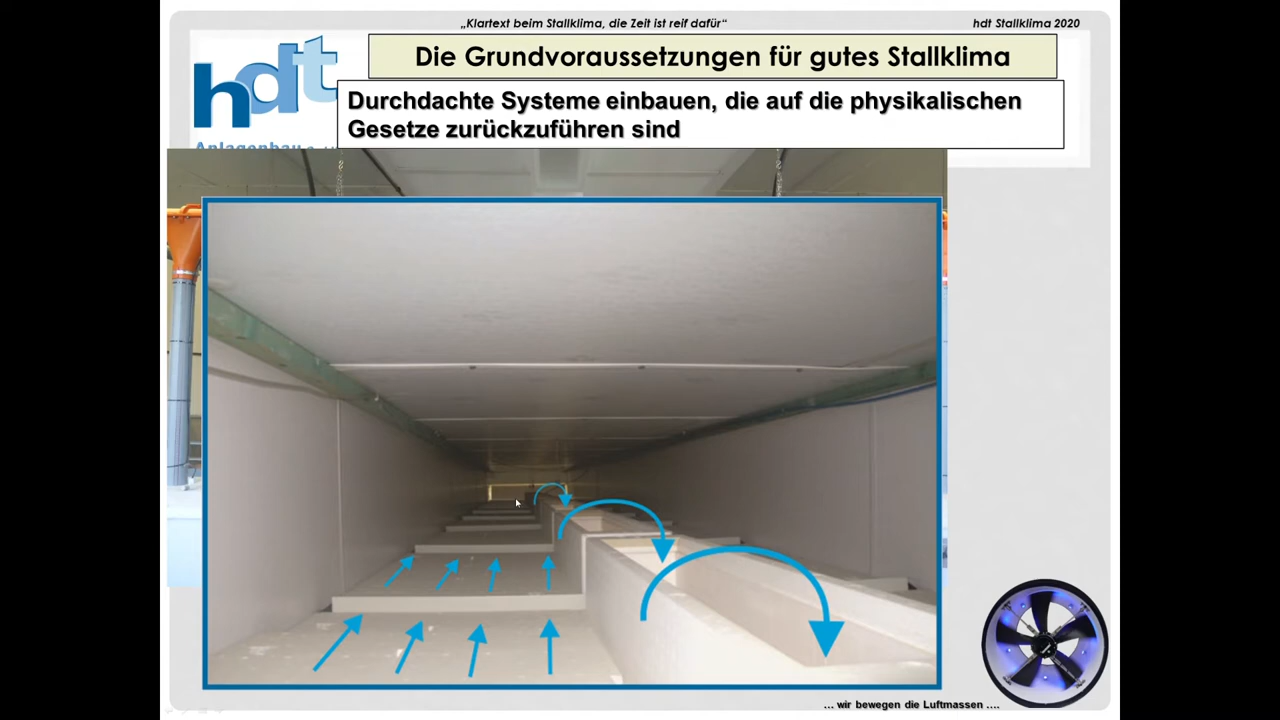 „Klartext beim Stallklima, die Zeit ist reif dafür“
hdt Stallklima 2020
hdt
Die Grundvoraussetzungen für gutes Stallklima
Durchdachte Systeme einbauen, die auf die physikalischen
Gesetze zurückzuführen sind
Anlagenbau
... wir bewegen die Luftmassen ....